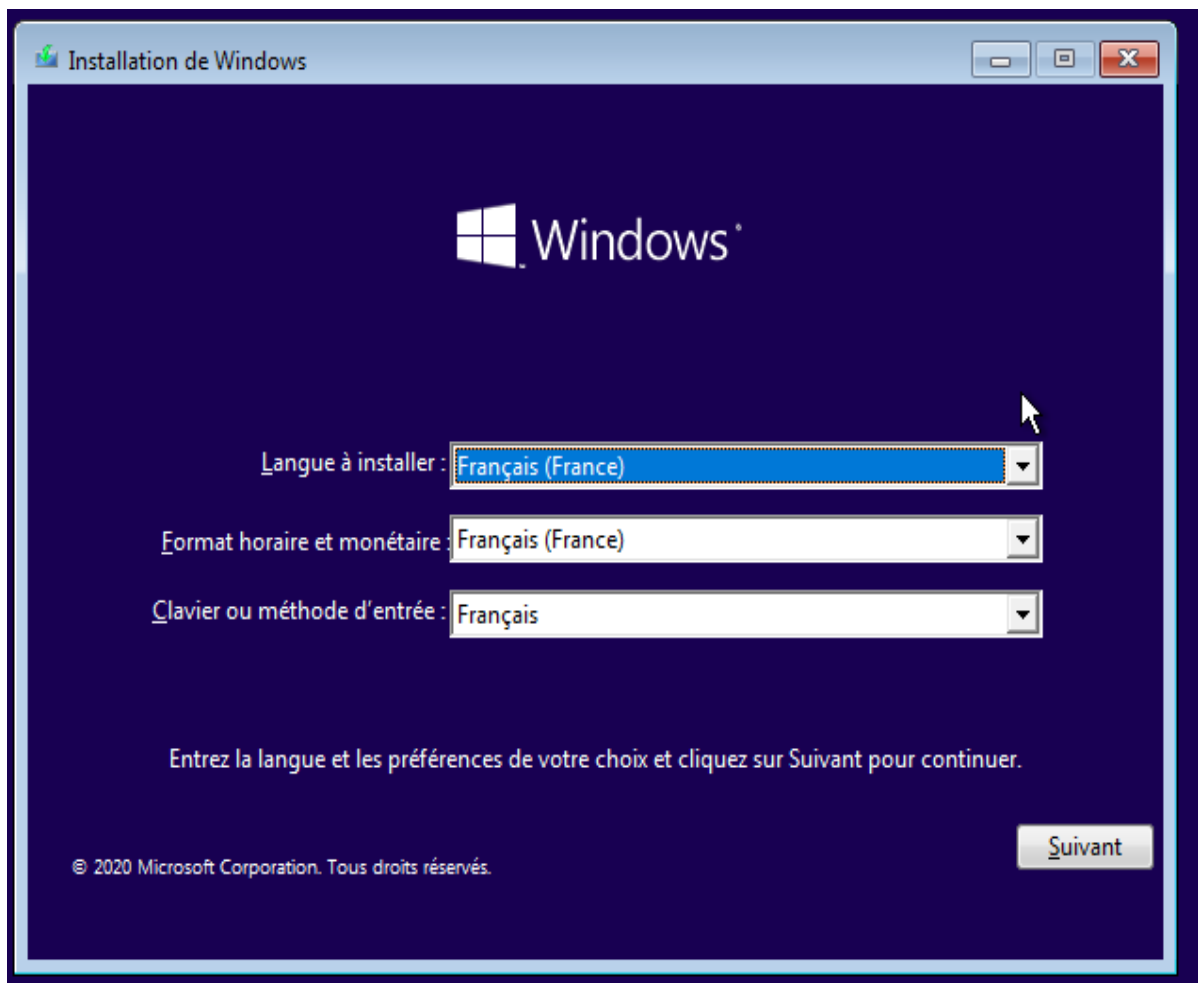 Installation de Windows
Windows
Langue à installer : Français (France)
Format horaire et monétaire : Français (France)
Clavier ou méthode d'entrée : Français
Entrez la langue et les préférences de votre choix et cliquez sur Suivant pour continuer.
Suivant
© 2020 Microsoft Corporation. Tous droits réservés.